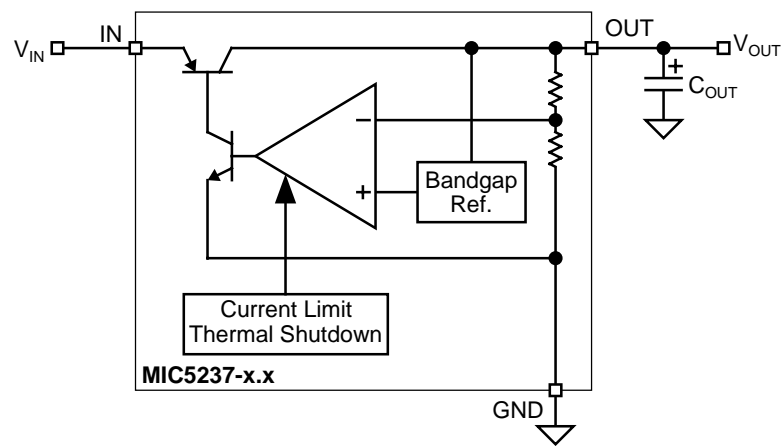 IN
OUT
V_IN
V_OUT
+
C_OUT
−
+
Bandgap
Ref.
Current Limit
Thermal Shutdown
MIC5237-x.x
GND